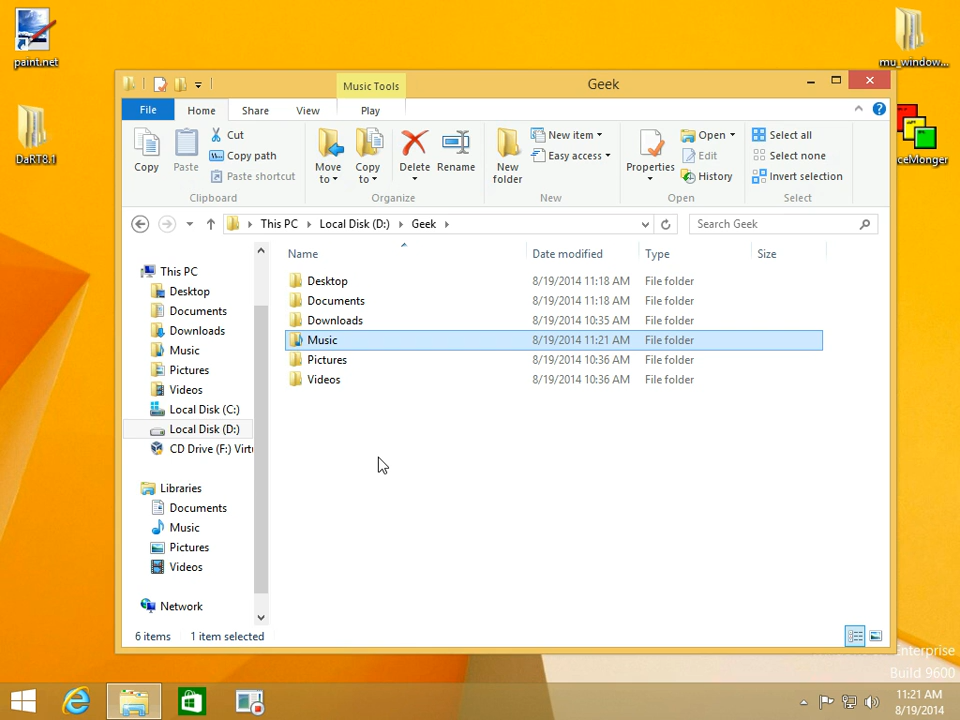 paint.net
mu_window...
DaRT8.1
ceMonger
Music Tools
Geek
File Home Share View Play
Copy
Paste
Cut
Copy path
Paste shortcut
Clipboard
Move to
Copy to
Delete
Rename
Organize
New folder
New item
Easy access
New
Properties
Open
Edit
History
Open
Select all
Select none
Invert selection
Select
This PC Local Disk (D:) Geek
Search Geek
This PC
Desktop
Documents
Downloads
Music
Pictures
Videos
Local Disk (C:)
Local Disk (D:)
CD Drive (F:) Virtu
Libraries
Documents
Music
Pictures
Videos
Network
Name Date modified Type Size
Desktop 8/19/2014 11:18 AM File folder
Documents 8/19/2014 11:18 AM File folder
Downloads 8/19/2014 10:35 AM File folder
Music 8/19/2014 11:21 AM File folder
Pictures 8/19/2014 10:36 AM File folder
Videos 8/19/2014 10:36 AM File folder
6 items 1 item selected
Enterprise
Build 9600
11:21 AM
8/19/2014